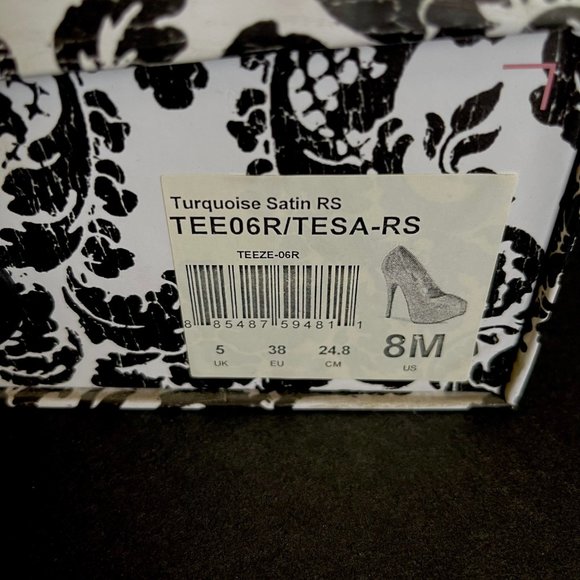 Turquoise Satin RS
TEE06R/TESA-RS
TEEZE-06R
8 85487 59481 1
5 38 24.8 8M
UK EU CM US